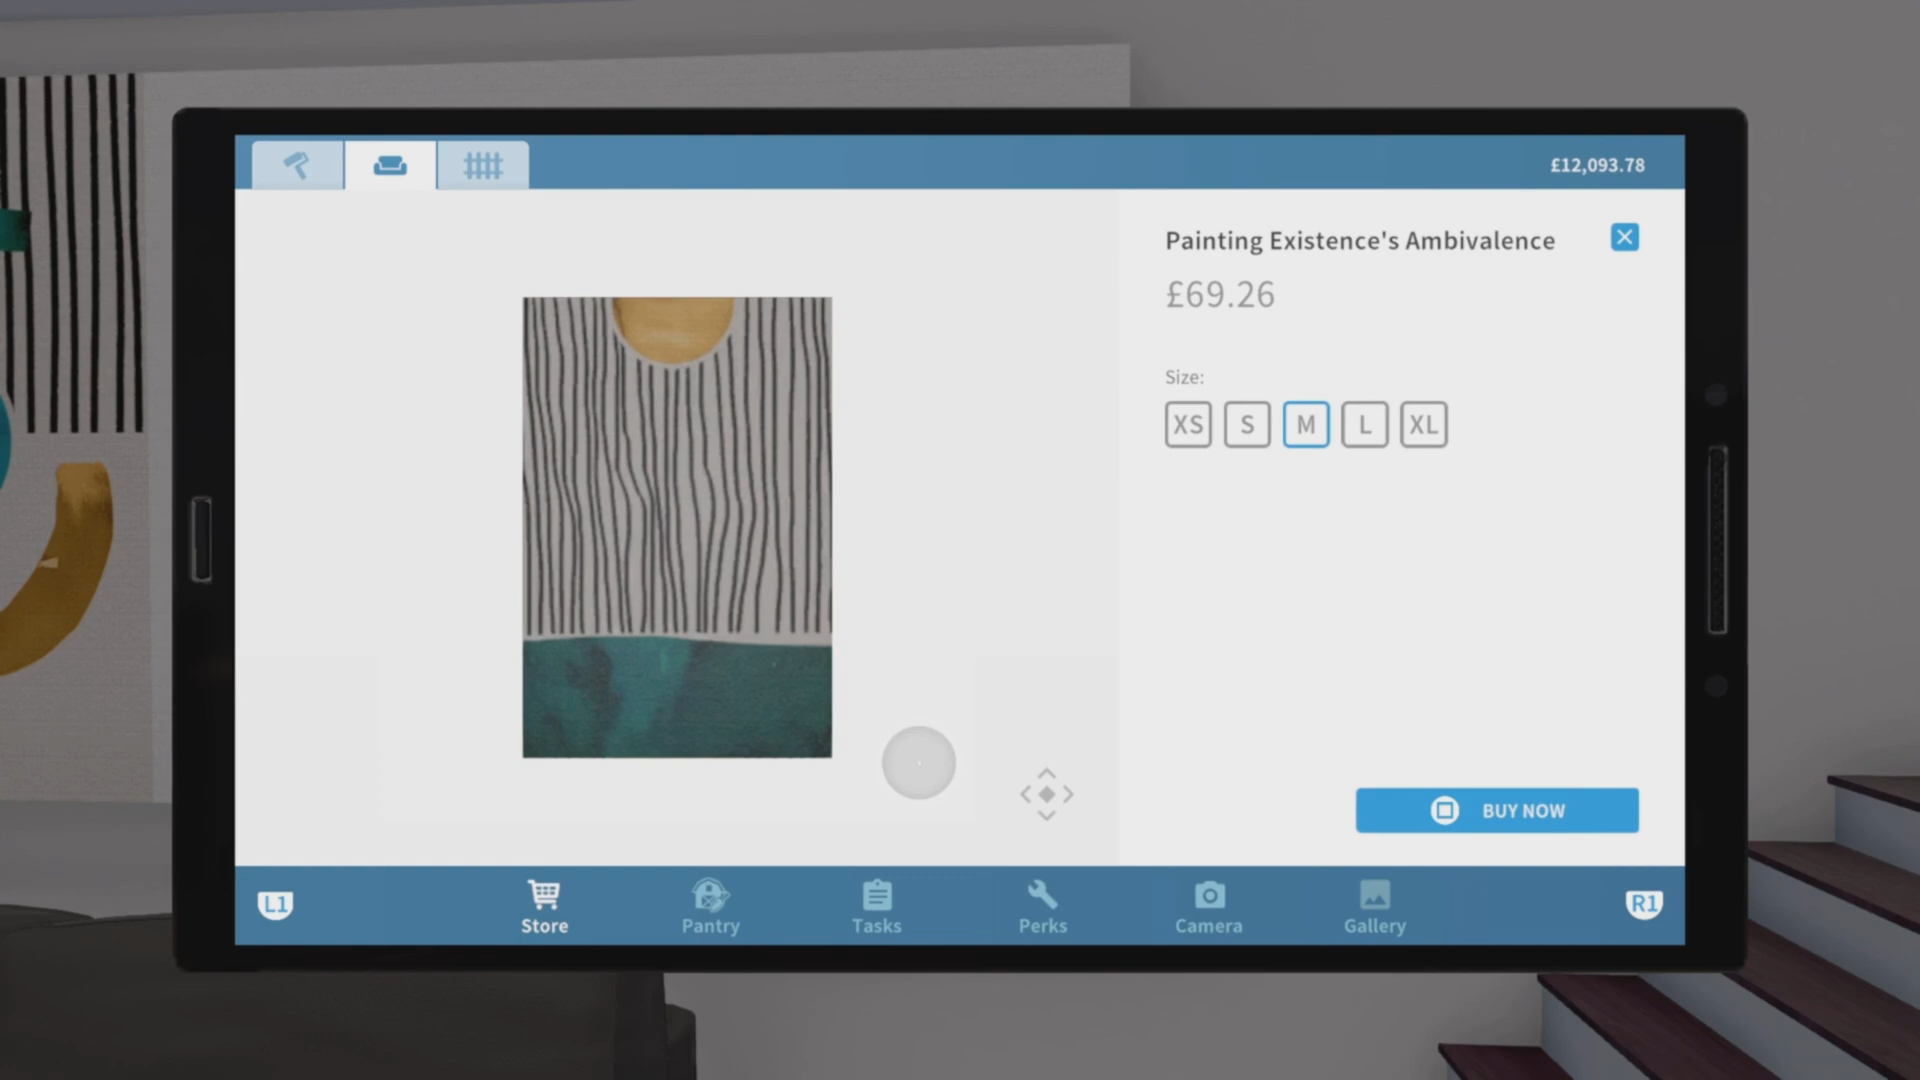 £12,093.78
Painting Existence's Ambivalence
£69.26
Size:
XS S M L XL
BUY NOW
L1 Store Pantry Tasks Perks Camera Gallery R1